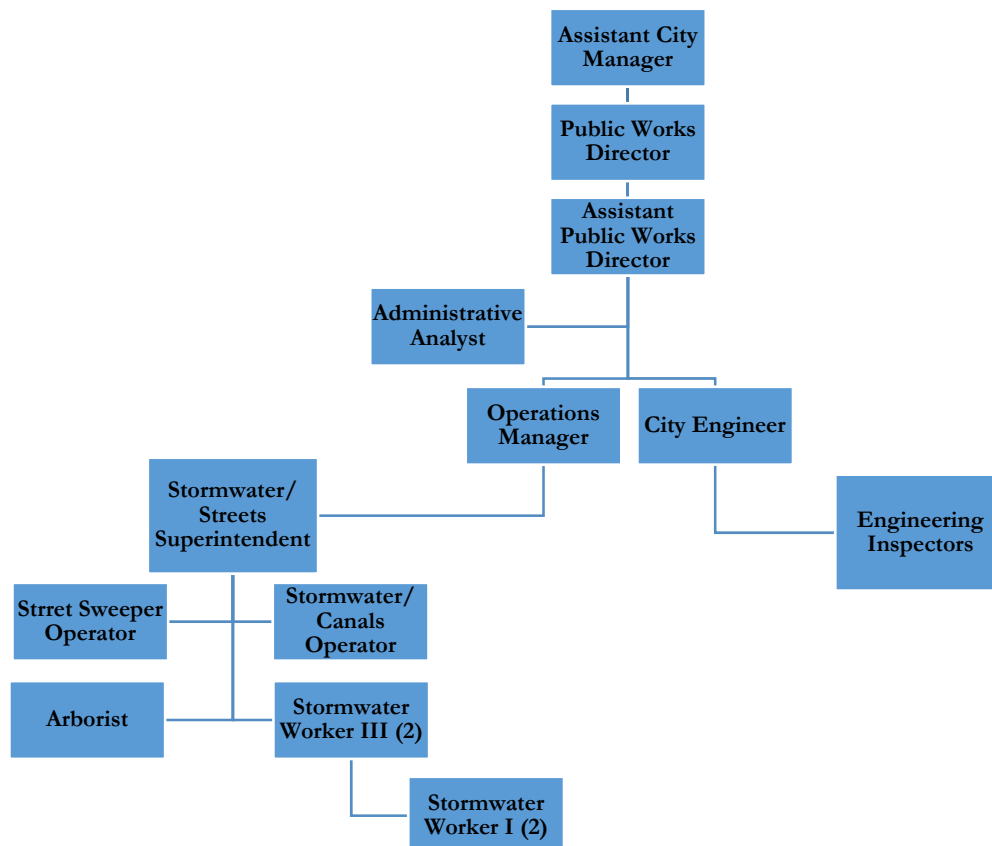 Assistant City
Manager
Public Works
Director
Assistant
Public Works
Director
Administrative
Analyst
Operations
Manager
City Engineer
Stormwater/
Streets
Superintendent
Engineering
Inspectors
Strret Sweeper
Operator
Stormwater/
Canals
Operator
Arborist
Stormwater
Worker III (2)
Stormwater
Worker I (2)